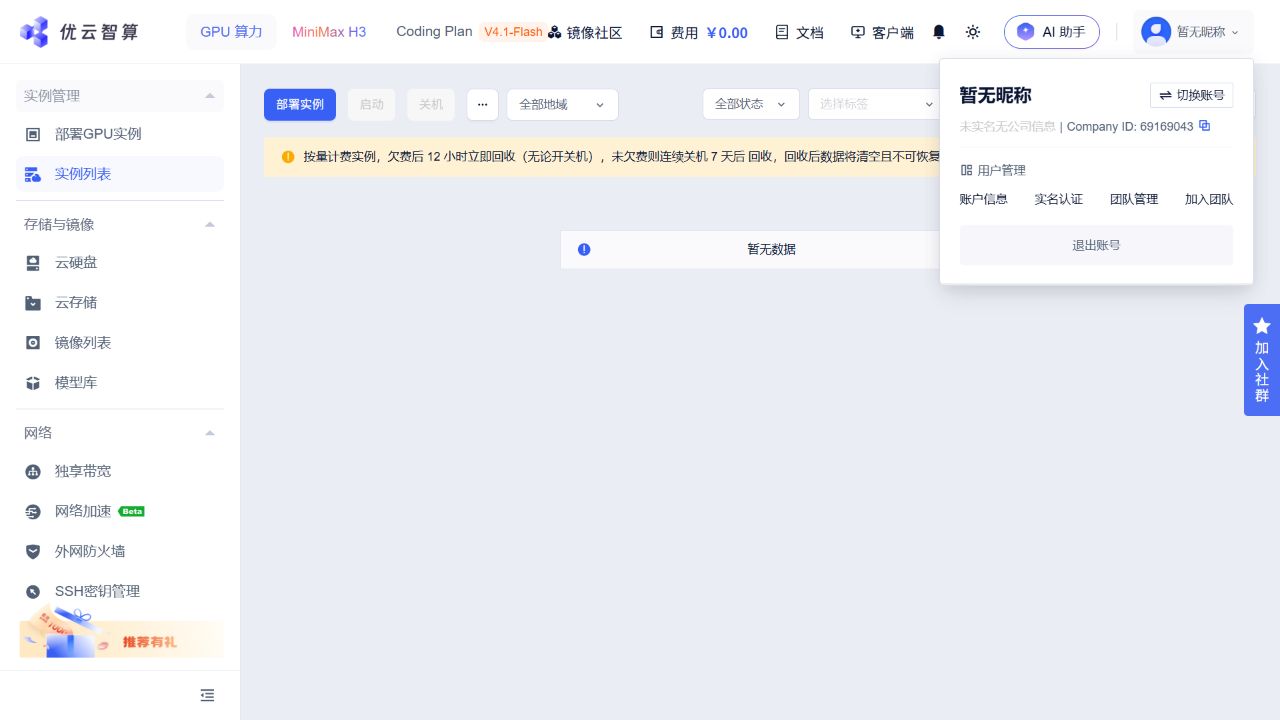 优云智算
GPU 算力
MiniMax H3
Coding Plan
V4.1-Flash
镜像社区
费用 ￥0.00
文档
客户端
AI 助手
暂无昵称
实例管理
部署GPU实例
实例列表
存储与镜像
云硬盘
云存储
镜像列表
模型库
网络
独享带宽
网络加速 Beta
外网防火墙
SSH密钥管理
推荐有礼
部署实例
启动
关机
...
全部地域
全部状态
选择标签
按量计费实例，欠费后 12 小时立即回收（无论开关机），未欠费则连续关机 7 天后 回收，回收后数据将清空且不可恢复
暂无数据
暂无昵称
切换账号
未实名无公司信息 | Company ID: 69169043
用户管理
账户信息 实名认证 团队管理 加入团队
退出账号
加入社群